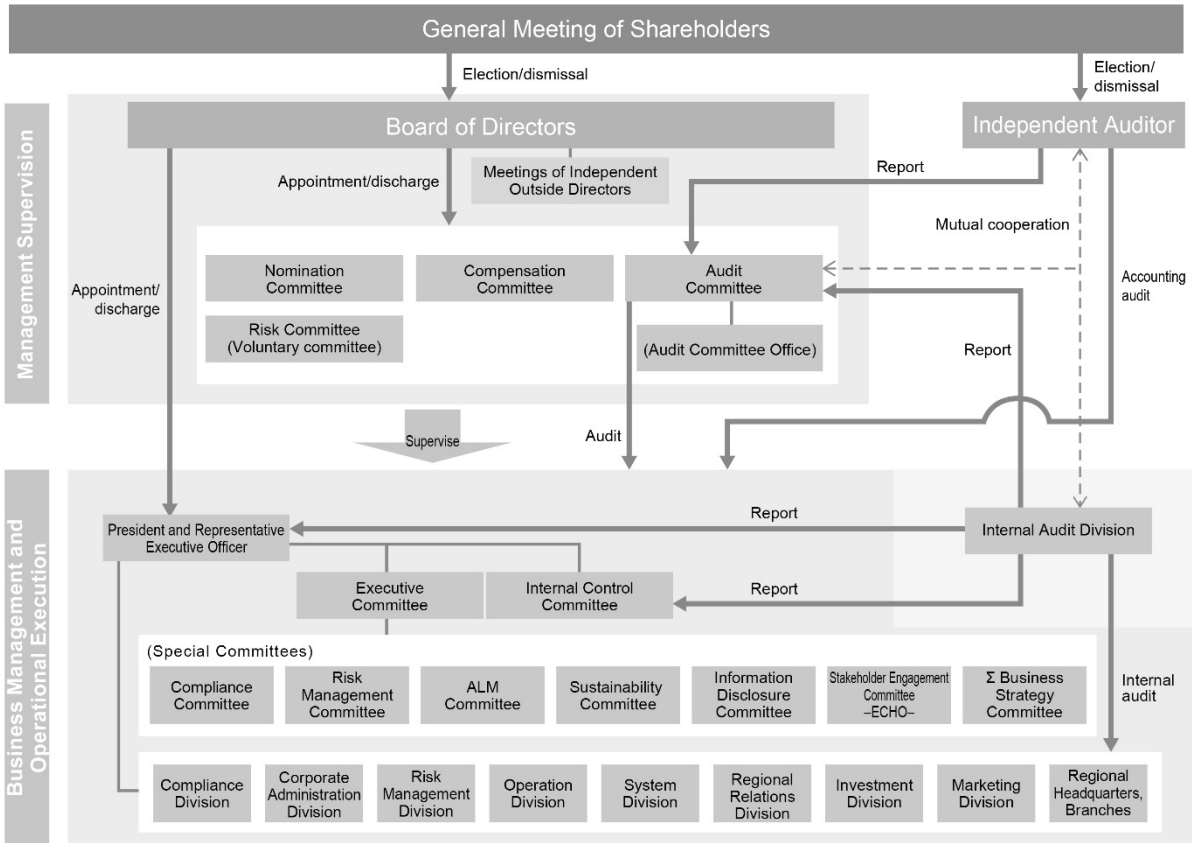 General Meeting of Shareholders
Election/dismissal
Election/
dismissal
Management Supervision
Board of Directors
Independent Auditor
Appointment/discharge
Meetings of Independent
Outside Directors
Report
Mutual cooperation
Appointment/
discharge
Nomination
Committee
Compensation
Committee
Audit
Committee
Accounting
audit
Risk Committee
(Voluntary committee)
(Audit Committee Office)
Report
Supervise
Audit
Business Management and
Operational Execution
President and Representative
Executive Officer
Report
Internal Audit Division
Executive
Committee
Internal Control
Committee
Report
(Special Committees)
Compliance
Committee
Risk
Management
Committee
ALM
Committee
Sustainability
Committee
Information
Disclosure
Committee
Stakeholder Engagement
Committee
–ECHO–
Σ Business
Strategy
Committee
Internal
audit
Compliance
Division
Corporate
Administration
Division
Risk
Management
Division
Operation
Division
System
Division
Regional
Relations
Division
Investment
Division
Marketing
Division
Regional
Headquarters,
Branches